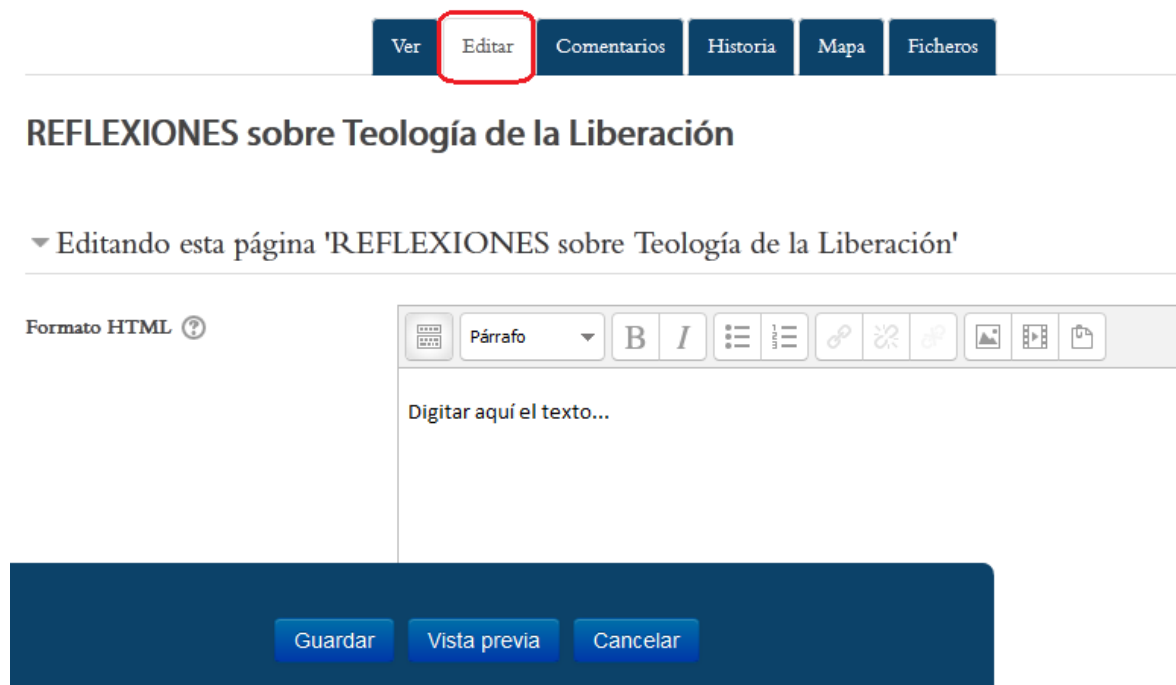 Ver Editar Comentarios Historia Mapa Ficheros
REFLEXIONES sobre Teología de la Liberación
Editando esta página 'REFLEXIONES sobre Teología de la Liberación'
Formato HTML ?
Párrafo B I
Digitar aquí el texto...
Guardar Vista previa Cancelar